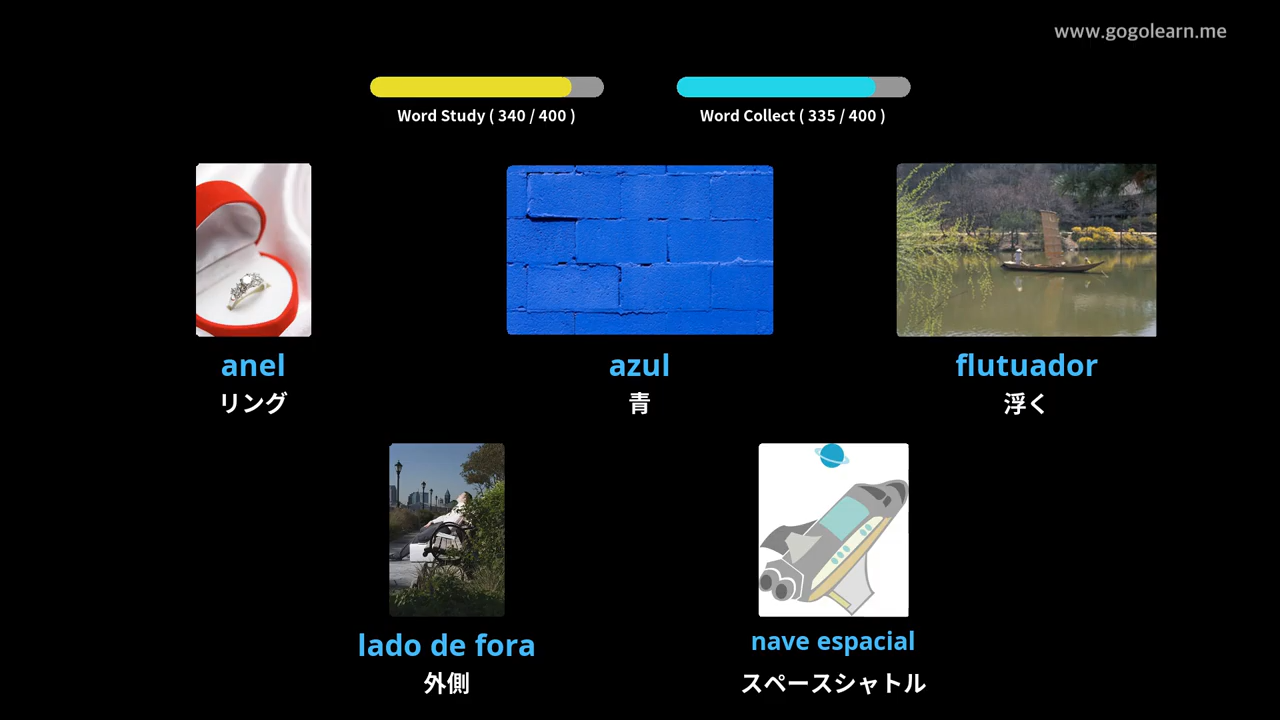 www.gogolearn.me
Word Study ( 340 / 400 )
Word Collect ( 335 / 400 )
anel
リング
azul
青
flutuador
浮く
lado de fora
外側
nave espacial
スペースシャトル